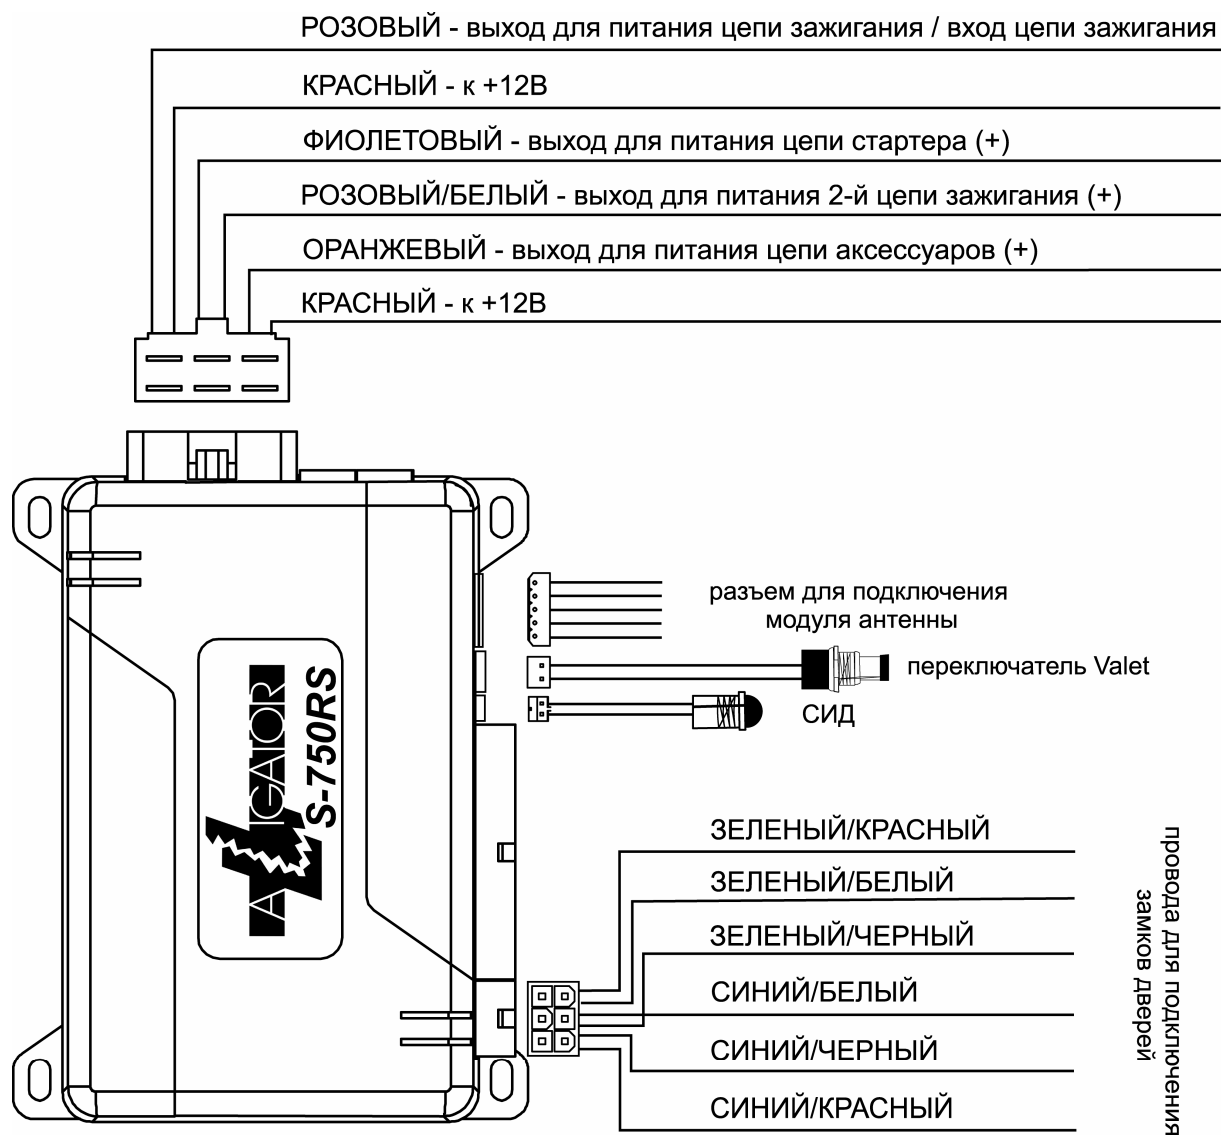 РОЗОВЫЙ - выход для питания цепи зажигания / вход цепи зажигания
КРАСНЫЙ - к +12В
ФИОЛЕТОВЫЙ - выход для питания цепи стартера (+)
РОЗОВЫЙ/БЕЛЫЙ - выход для питания 2-й цепи зажигания (+)
ОРАНЖЕВЫЙ - выход для питания цепи аксессуаров (+)
КРАСНЫЙ - к +12В
разъем для подключения
модуля антенны
переключатель Valet
СИД
ALLIGATOR
S-750RS
ЗЕЛЕНЫЙ/КРАСНЫЙ
ЗЕЛЕНЫЙ/БЕЛЫЙ
ЗЕЛЕНЫЙ/ЧЕРНЫЙ
СИНИЙ/БЕЛЫЙ
СИНИЙ/ЧЕРНЫЙ
СИНИЙ/КРАСНЫЙ
провода для подключения
замков дверей